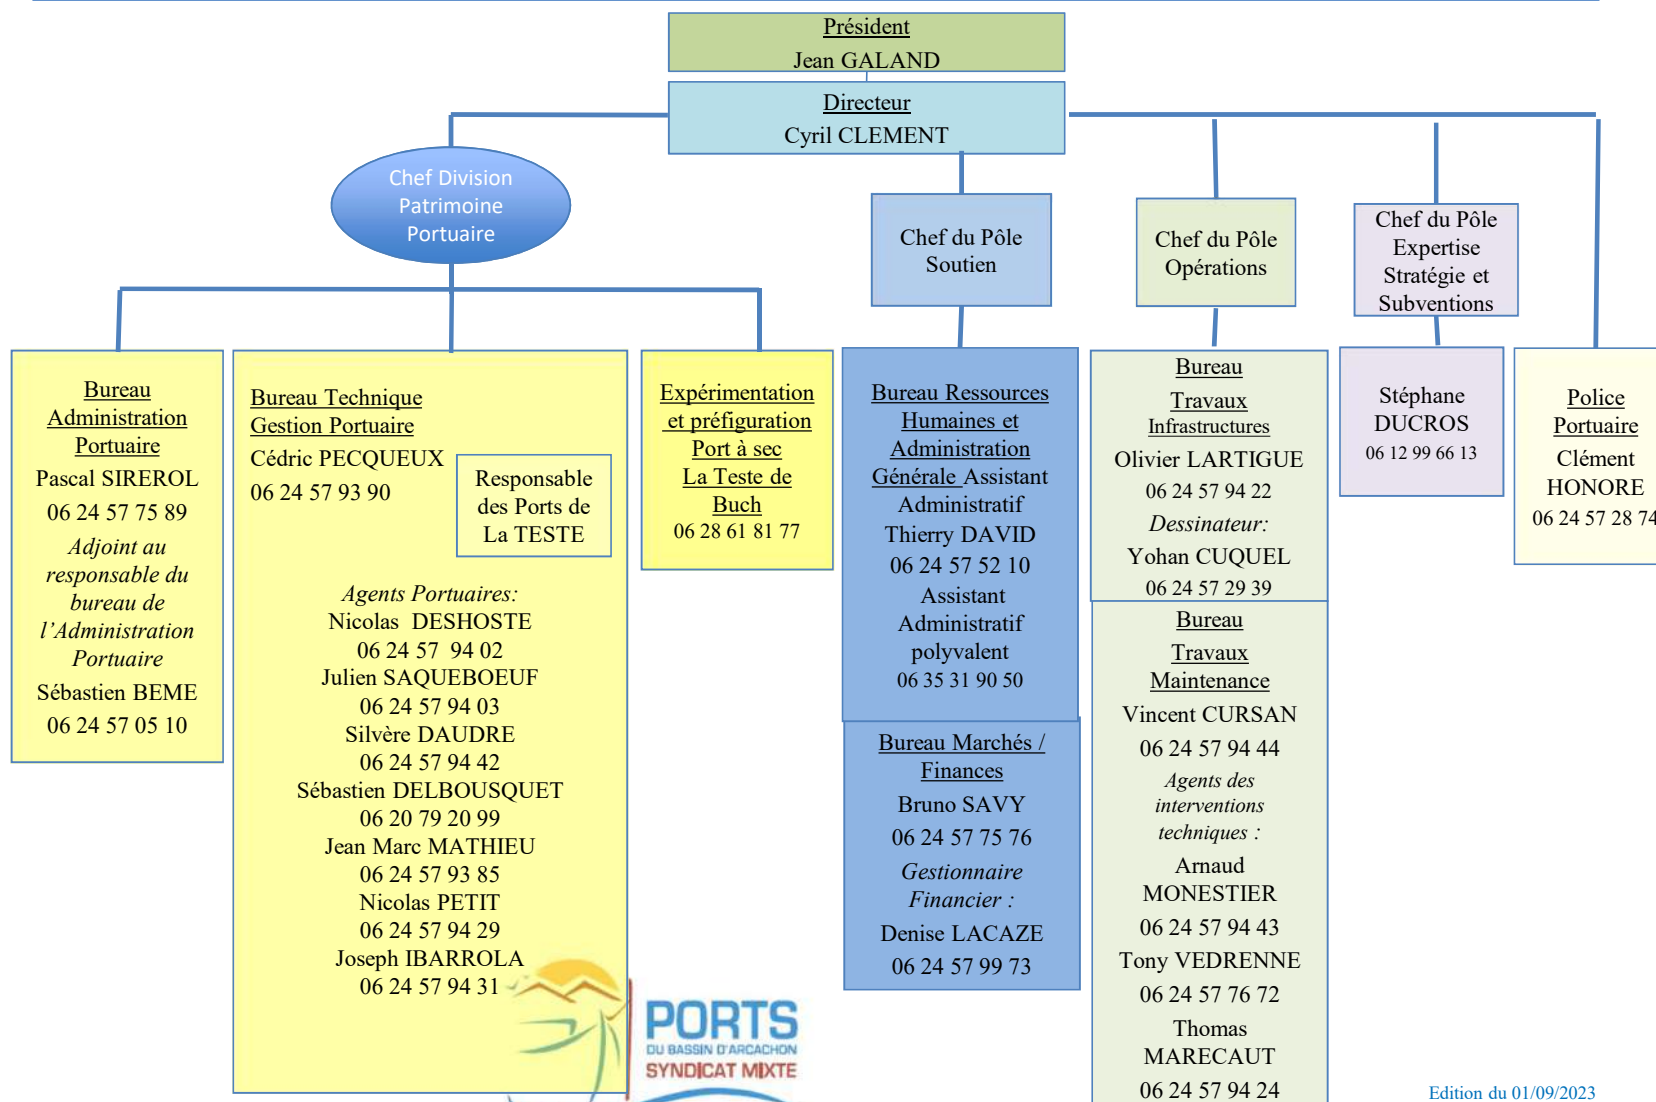 Président
Jean GALAND
Directeur
Cyril CLEMENT
Chef Division
Patrimoine
Portuaire
Chef du Pôle
Soutien
Chef du Pôle
Opérations
Chef du Pôle
Expertise
Stratégie et
Subventions
Bureau
Administration
Portuaire
Pascal SIREROL
06 24 57 75 89
Adjoint au
responsable du
bureau de
l’Administration
Portuaire
Sébastien BEME
06 24 57 05 10
Bureau Technique
Gestion Portuaire
Cédric PECQUEUX
06 24 57 93 90
Responsable
des Ports de
La TESTE
Agents Portuaires:
Nicolas DESHOSTE
06 24 57 94 02
Julien SAQUEBOEUF
06 24 57 94 03
Silvère DAUDRE
06 24 57 94 42
Sébastien DELBOUSQUET
06 20 79 20 99
Jean Marc MATHIEU
06 24 57 93 85
Nicolas PETIT
06 24 57 94 29
Joseph IBARROLA
06 24 57 94 31
Expérimentation
et préfiguration
Port à sec
La Teste de
Buch
06 28 61 81 77
Bureau Ressources
Humaines et
Administration
Générale Assistant
Administratif
Thierry DAVID
06 24 57 52 10
Assistant
Administratif
polyvalent
06 35 31 90 50
Bureau Marchés /
Finances
Bruno SAVY
06 24 57 75 76
Gestionnaire
Financier :
Denise LACAZE
06 24 57 99 73
Bureau
Travaux
Infrastructures
Olivier LARTIGUE
06 24 57 94 22
Dessinateur:
Yohan CUQUEL
06 24 57 29 39
Bureau
Travaux
Maintenance
Vincent CURSAN
06 24 57 94 44
Agents des
interventions
techniques :
Arnaud
MONESTIER
06 24 57 94 43
Tony VEDRENNE
06 24 57 76 72
Thomas
MARECAUT
06 24 57 94 24
Stéphane
DUCROS
06 12 99 66 13
Police
Portuaire
Clément
HONORE
06 24 57 28 74
PORTS
DU BASSIN D'ARCACHON
SYNDICAT MIXTE
Edition du 01/09/2023